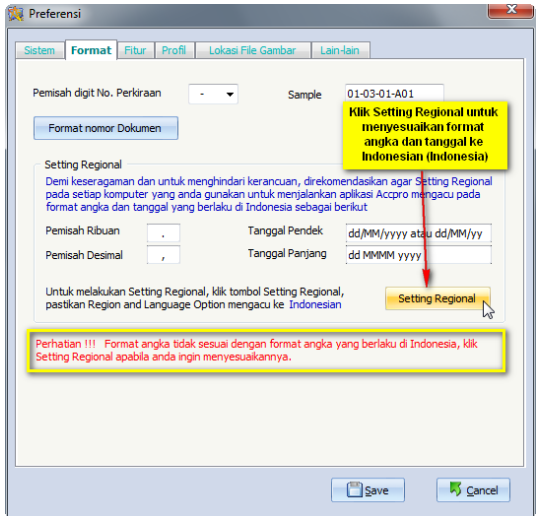 Preferensi
Sistem Format Fitur Profil Lokasi File Gambar Lain-lain
Pemisah digit No. Perkiraan - Sample 01-03-01-A01
Format nomor Dokumen
Klik Setting Regional untuk
menyesuaikan format
angka dan tanggal ke
Indonesian (Indonesia)
Setting Regional
Demi keseragaman dan untuk menghindari kerancuan, direkomendasikan agar Setting Regional
pada setiap komputer yang anda gunakan untuk menjalankan aplikasi Accpro mengacu pada
format angka dan tanggal yang berlaku di Indonesia sebagai berikut
Pemisah Ribuan . Tanggal Pendek dd/MM/yyyy atau dd/MM/yy
Pemisah Desimal , Tanggal Panjang dd MMMM yyyy
Untuk melakukan Setting Regional, klik tombol Setting Regional,
pastikan Region and Language Option mengacu ke Indonesian
Setting Regional
Perhatian !!! Format angka tidak sesuai dengan format angka yang berlaku di Indonesia, klik
Setting Regional apabila anda ingin menyesuaikannya.
Save Cancel